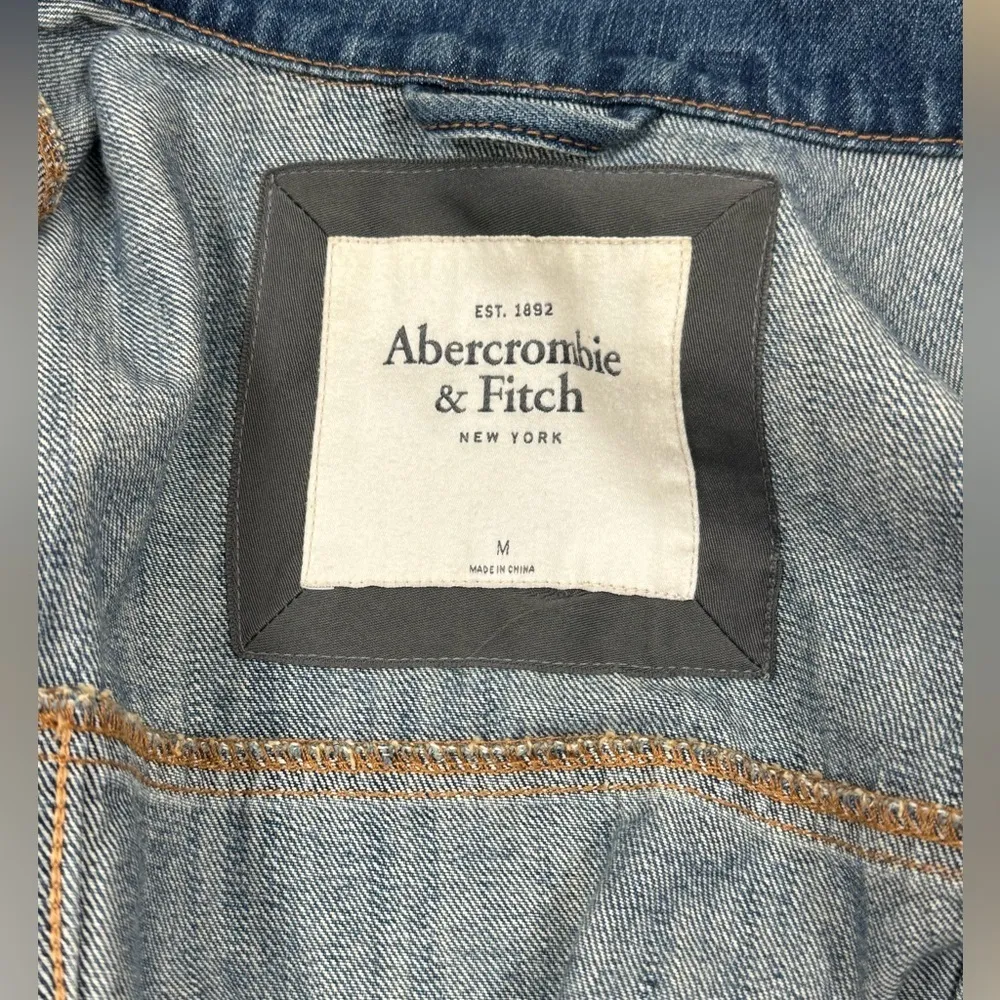 EST. 1892
Abercrombie
& Fitch
NEW YORK
M
MADE IN CHINA